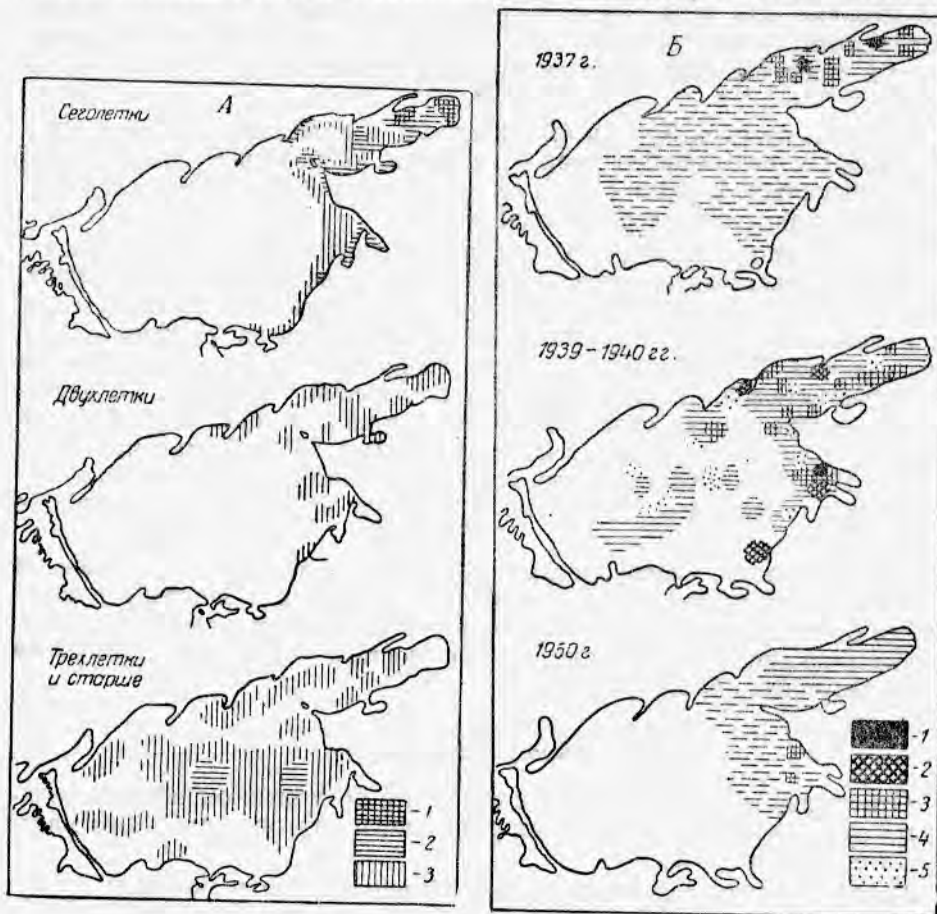 А
Сеголетки
Двухлетки
Трехлетки
и старше
-1
-2
-3
Б
1937 г.
1939-1940 гг.
1950 г.
-1
-2
-3
-4
-5